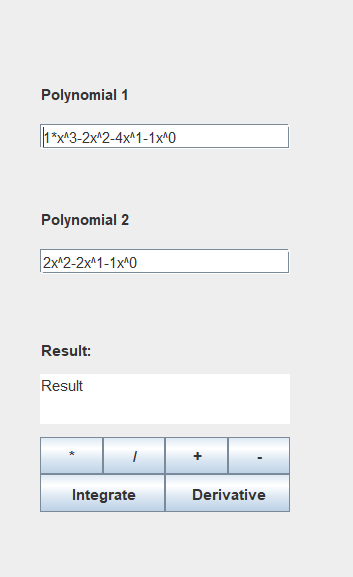 Polynomial 1
1*x^3-2x^2-4x^1-1x^0
Polynomial 2
2x^2-2x^1-1x^0
Result:
Result
* / + -
Integrate Derivative